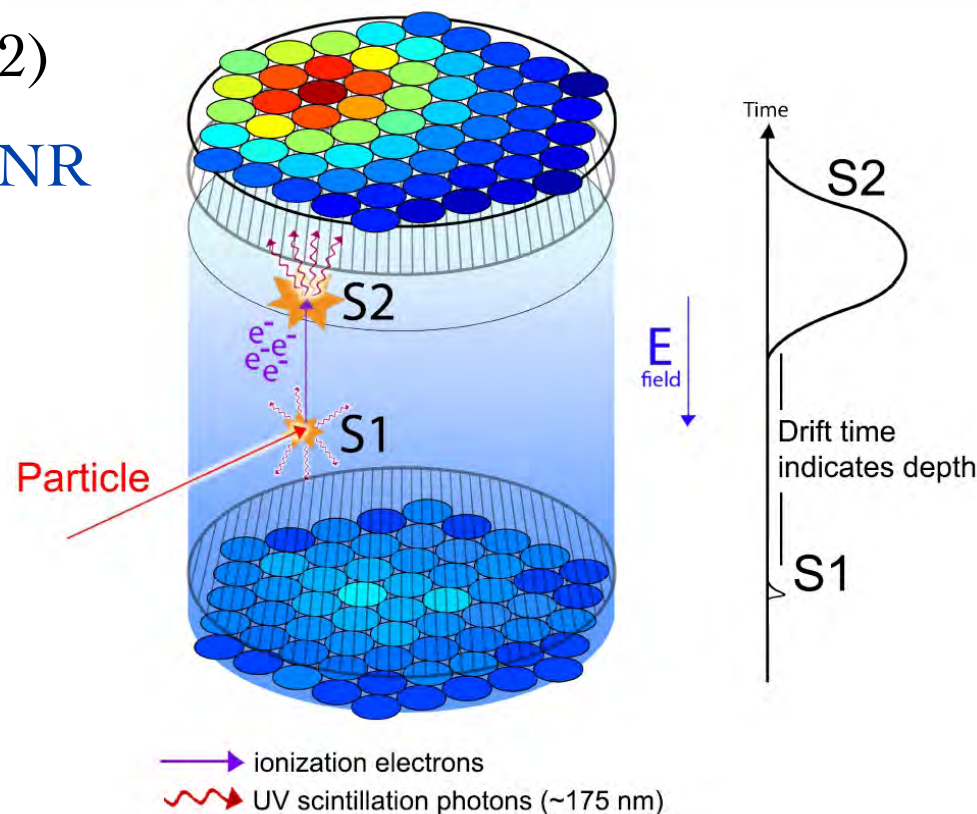 2)
NR
Time
S2
S2
e-
e-
e-
e-
e-
E
field
S1
Drift time
indicates depth
Particle
S1
ionization electrons
UV scintillation photons (~175 nm)